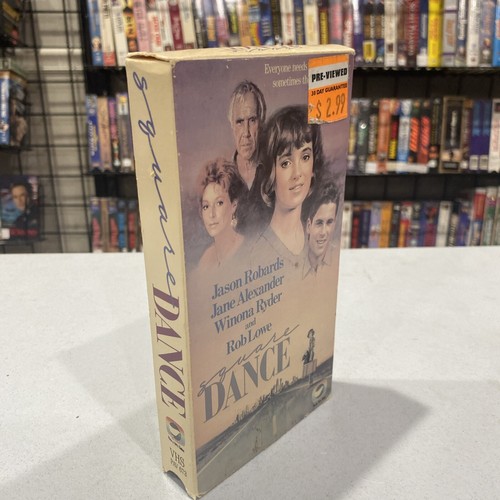 Everyone needs
sometimes
PRE-VIEWED
30 DAY GUARANTEE
$2.99
Jason Robards
Jane Alexander
Winona Ryder
and
Rob Lowe
square
DANCE
square
DANCE
VHS